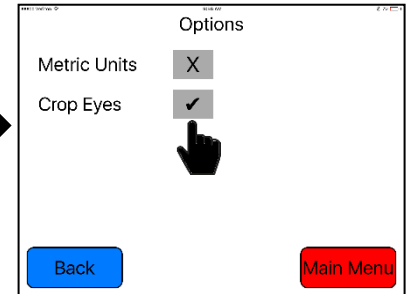 Options
Metric Units X
Crop Eyes ✔
Back
Main Menu